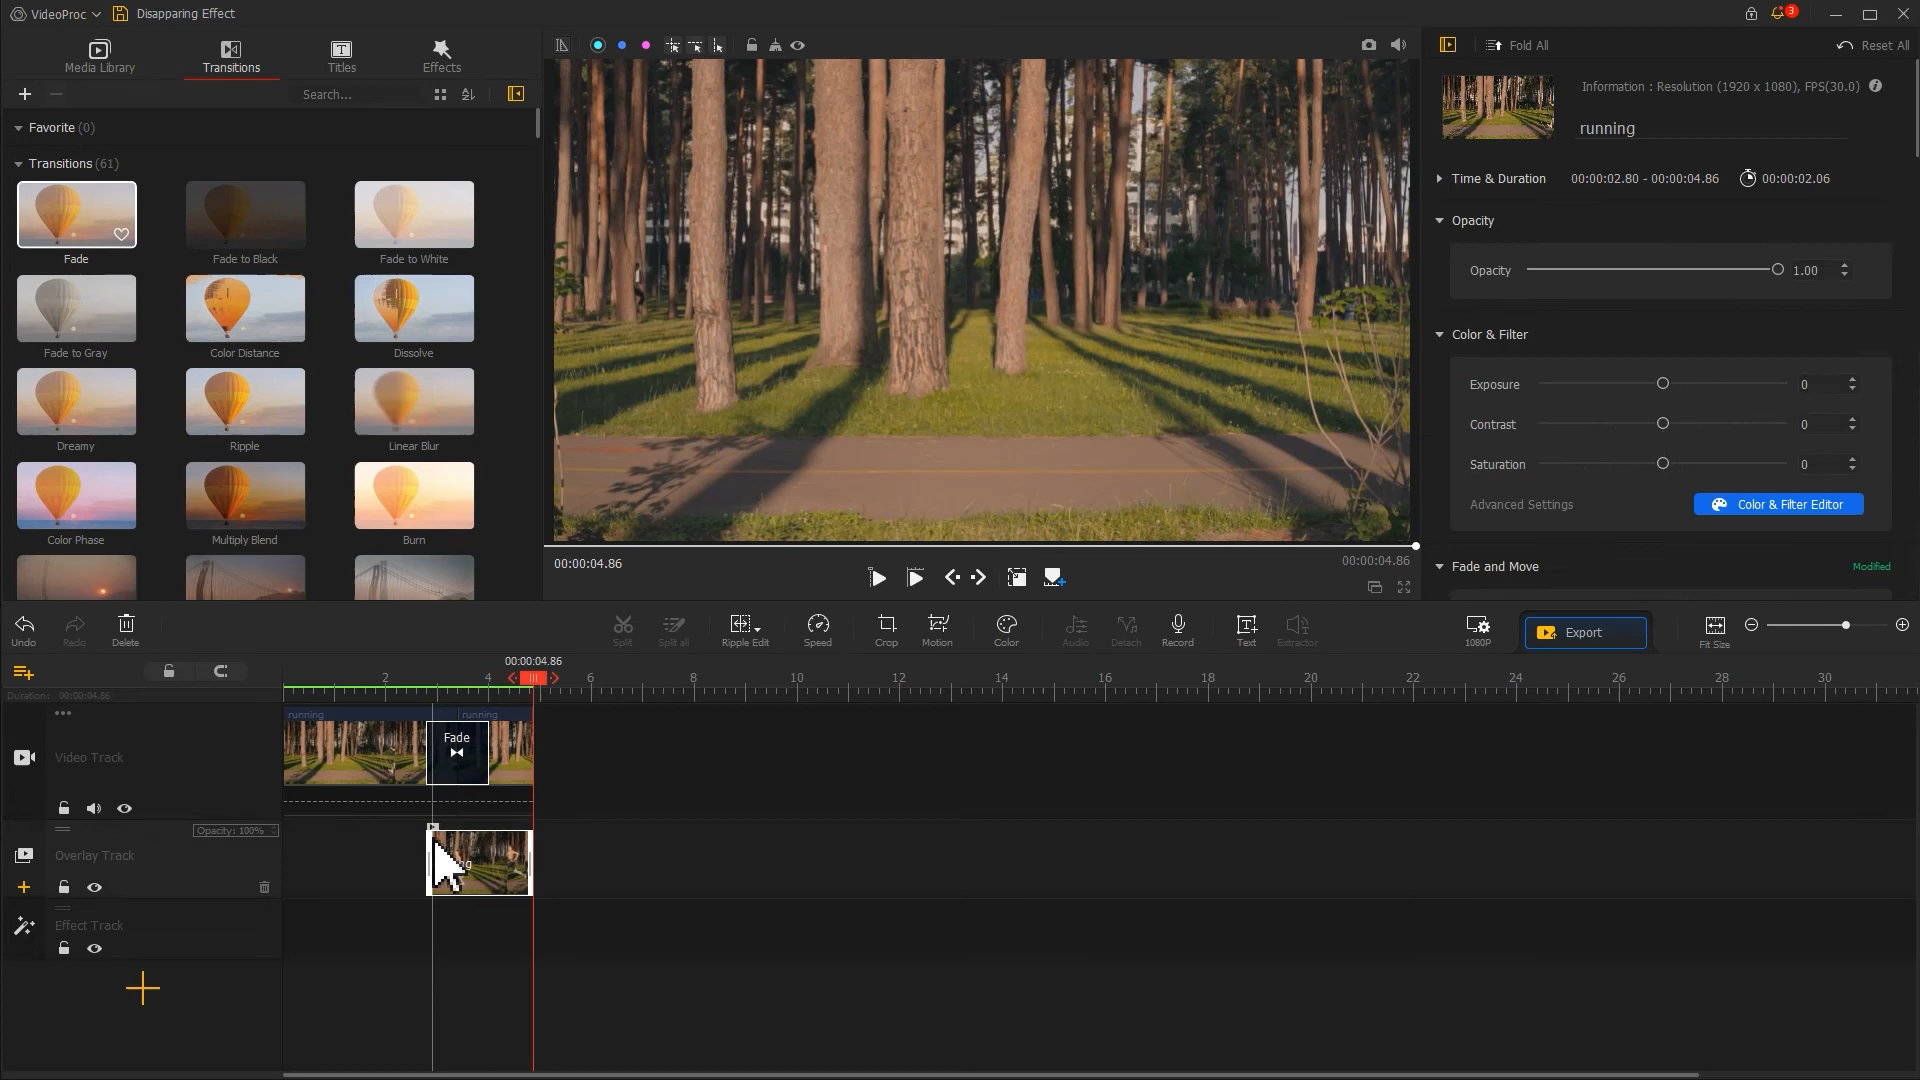 VideoProc
Disapparing Effect
3
Media Library
Transitions
Titles
Effects
Fold All
Reset All
Search...
Information : Resolution (1920 x 1080), FPS(30.0)
running
Favorite (0)
Transitions (61)
Time & Duration 00:00:02.80 - 00:00:04.86 00:00:02.06
Opacity
Opacity 1.00
Fade
Fade to Black
Fade to White
Color & Filter
Fade to Gray
Color Distance
Dissolve
Exposure 0
Contrast 0
Dreamy
Ripple
Linear Blur
Saturation 0
Advanced Settings
Color & Filter Editor
Color Phase
Multiply Blend
Burn
00:00:04.86
00:00:04.86
Fade and Move
Modified
Undo
Redo
Delete
Split
Split all
Ripple Edit
Speed
Crop
Motion
Color
Audio
Detach
Record
Text
Extractor
1080P
Export
Fit Size
00:00:04.86
2 4 6 8 10 12 14 16 18 20 22 24 26 28 30
Duration: 00:00:04.86
running
running
Fade
Video Track
Opacity: 100%
Overlay Track
Effect Track